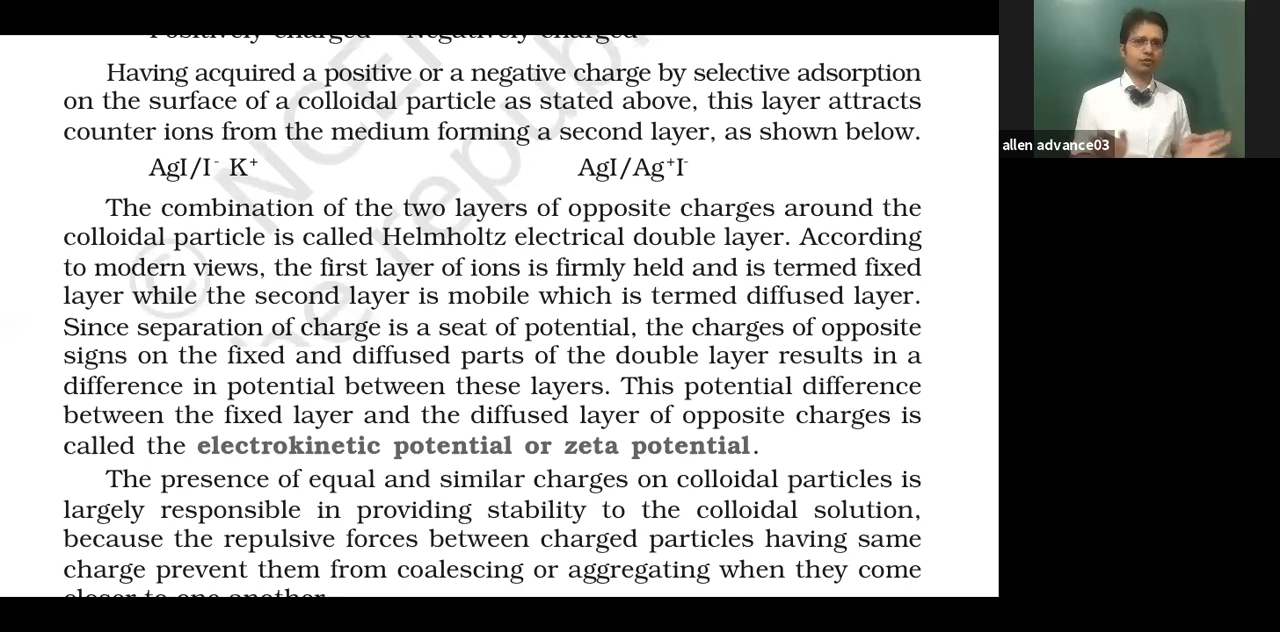 Positively charged Negatively charged
Having acquired a positive or a negative charge by selective adsorption
on the surface of a colloidal particle as stated above, this layer attracts
counter ions from the medium forming a second layer, as shown below.
AgI/I⁻ K⁺ AgI/Ag⁺I⁻
The combination of the two layers of opposite charges around the
colloidal particle is called Helmholtz electrical double layer. According
to modern views, the first layer of ions is firmly held and is termed fixed
layer while the second layer is mobile which is termed diffused layer.
Since separation of charge is a seat of potential, the charges of opposite
signs on the fixed and diffused parts of the double layer results in a
difference in potential between these layers. This potential difference
between the fixed layer and the diffused layer of opposite charges is
called the electrokinetic potential or zeta potential.
The presence of equal and similar charges on colloidal particles is
largely responsible in providing stability to the colloidal solution,
because the repulsive forces between charged particles having same
charge prevent them from coalescing or aggregating when they come
closer to one another.
allen advance03